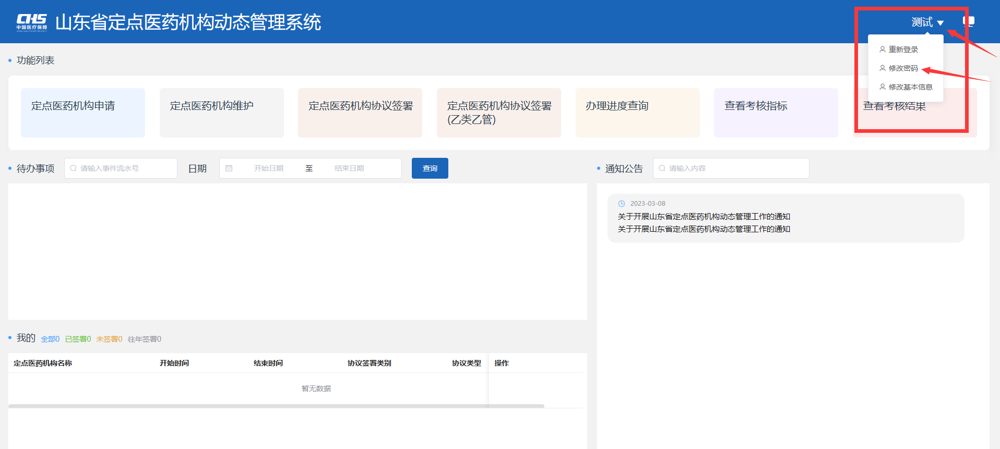 CHS
中国医疗保障
CHINA HEALTHCARE SECURITY
山东省定点医药机构动态管理系统
测试
重新登录
修改密码
修改基本信息
功能列表
定点医药机构申请
定点医药机构维护
定点医药机构协议签署
定点医药机构协议签署
(乙类乙管)
办理进度查询
查看考核指标
查看考核结果
待办事项
请输入事件流水号
日期
开始日期
至
结束日期
查询
通知公告
请输入内容
2023-03-08
关于开展山东省定点医药机构动态管理工作的通知
关于开展山东省定点医药机构动态管理工作的通知
我的 全部0 已签署0 未签署0 往年签署0
定点医药机构名称 开始时间 结束时间 协议签署类别 协议类型 操作
暂无数据